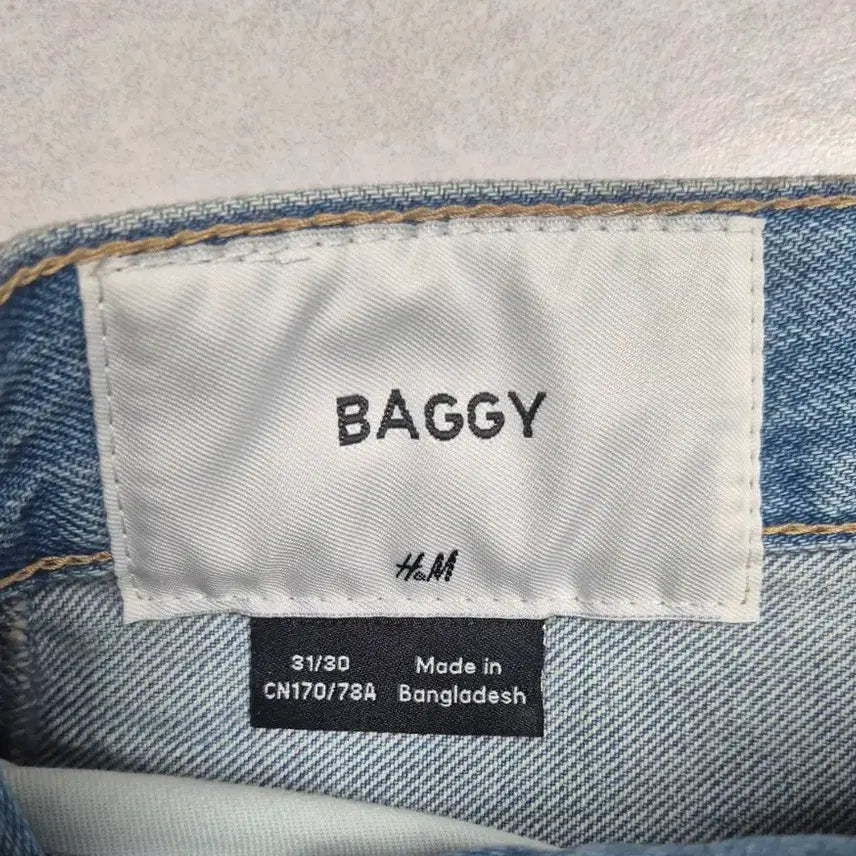 BAGGY
H&M
31/30
CN170/78A
Made in
Bangladesh